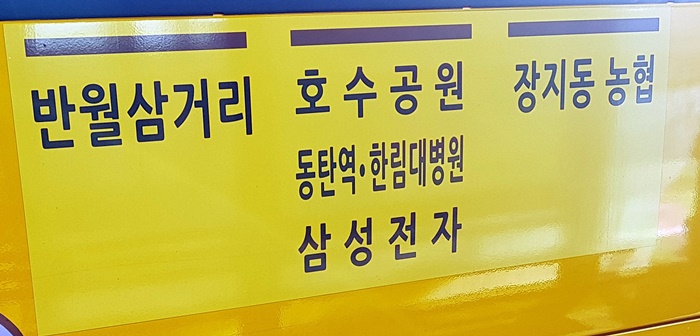 반월삼거리
호수공원
동탄역·한림대병원
삼성전자
장지동 농협